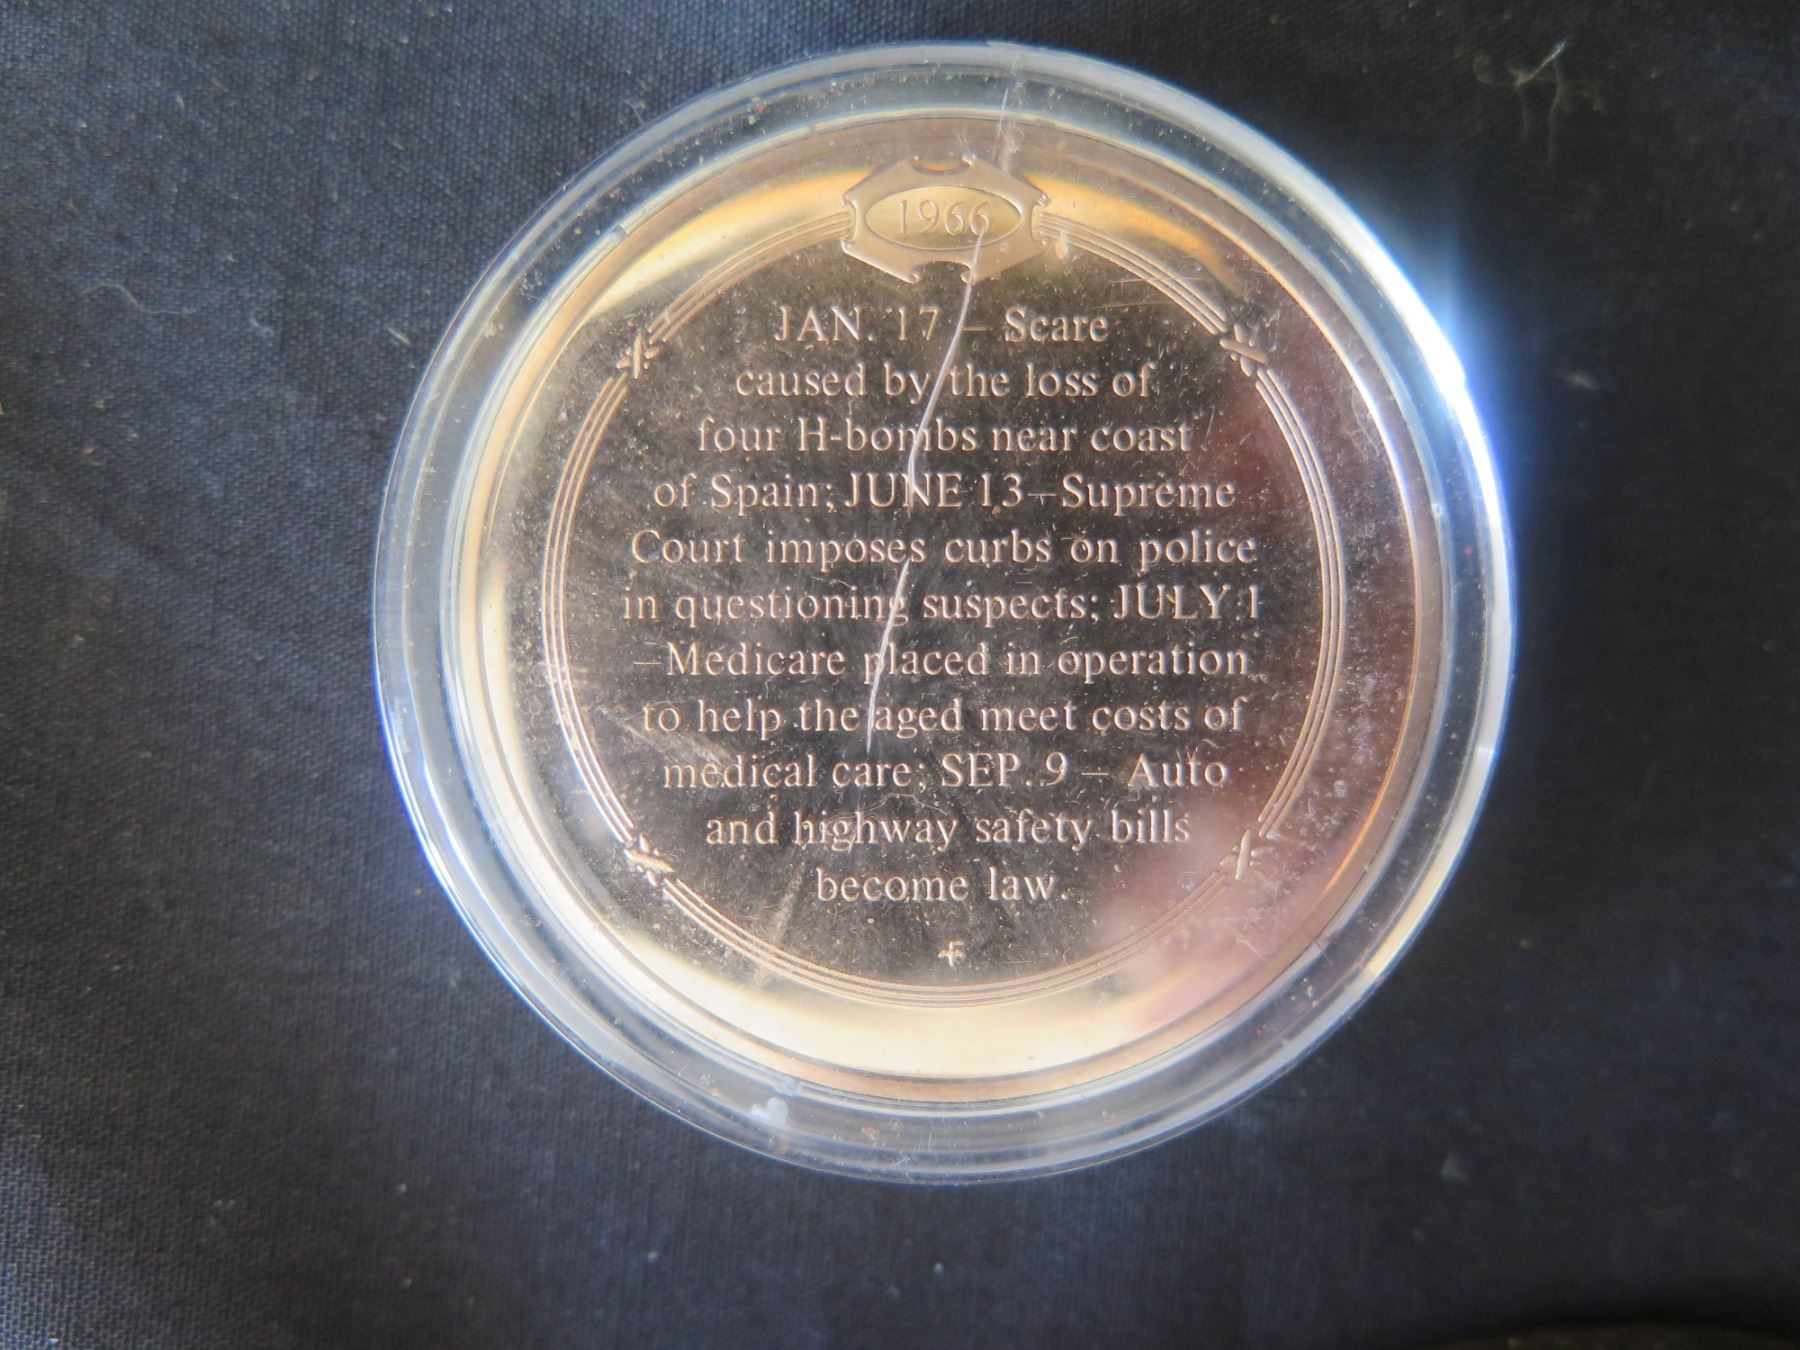 1966
JAN. 17 – Scare
caused by the loss of
four H-bombs near coast
of Spain; JUNE 13–Supreme
Court imposes curbs on police
in questioning suspects; JULY 1
–Medicare placed in operation
to help the aged meet costs of
medical care; SEP. 9 – Auto
and highway safety bills
become law.